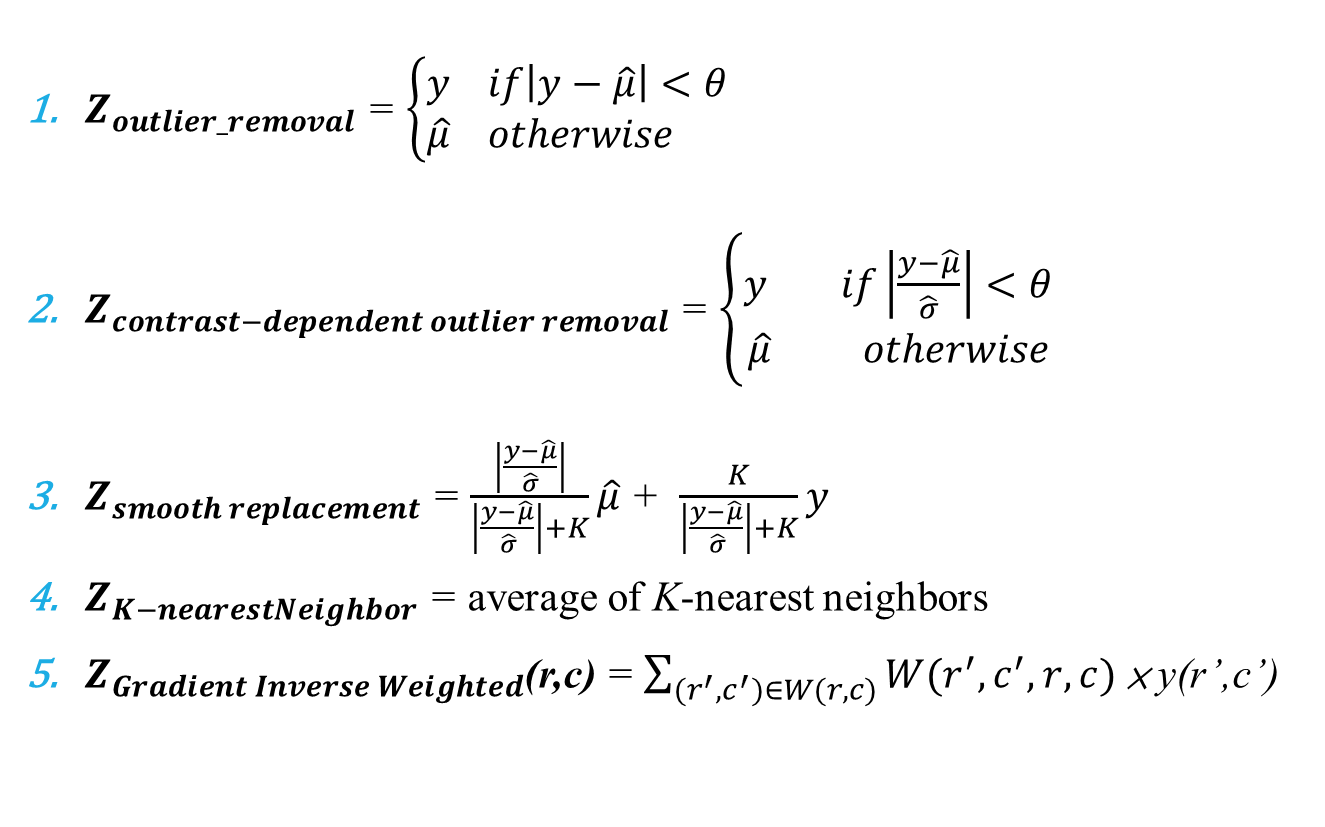 1. Z_outlier_removal = { y if|y − μ̂| < θ
μ̂ otherwise
2. Z_contrast−dependent outlier removal = { y if |(y−μ̂)/σ̂| < θ
μ̂ otherwise
3. Z_smooth replacement = |(y−μ̂)/σ̂| / (|(y−μ̂)/σ̂|+K) μ̂ + K / (|(y−μ̂)/σ̂|+K) y
4. Z_K−nearestNeighbor = average of K-nearest neighbors
5. Z_Gradient Inverse Weighted(r,c) = ∑_(r′,c′)∈W(r,c) W(r′, c′, r, c) ×y(r’,c’)